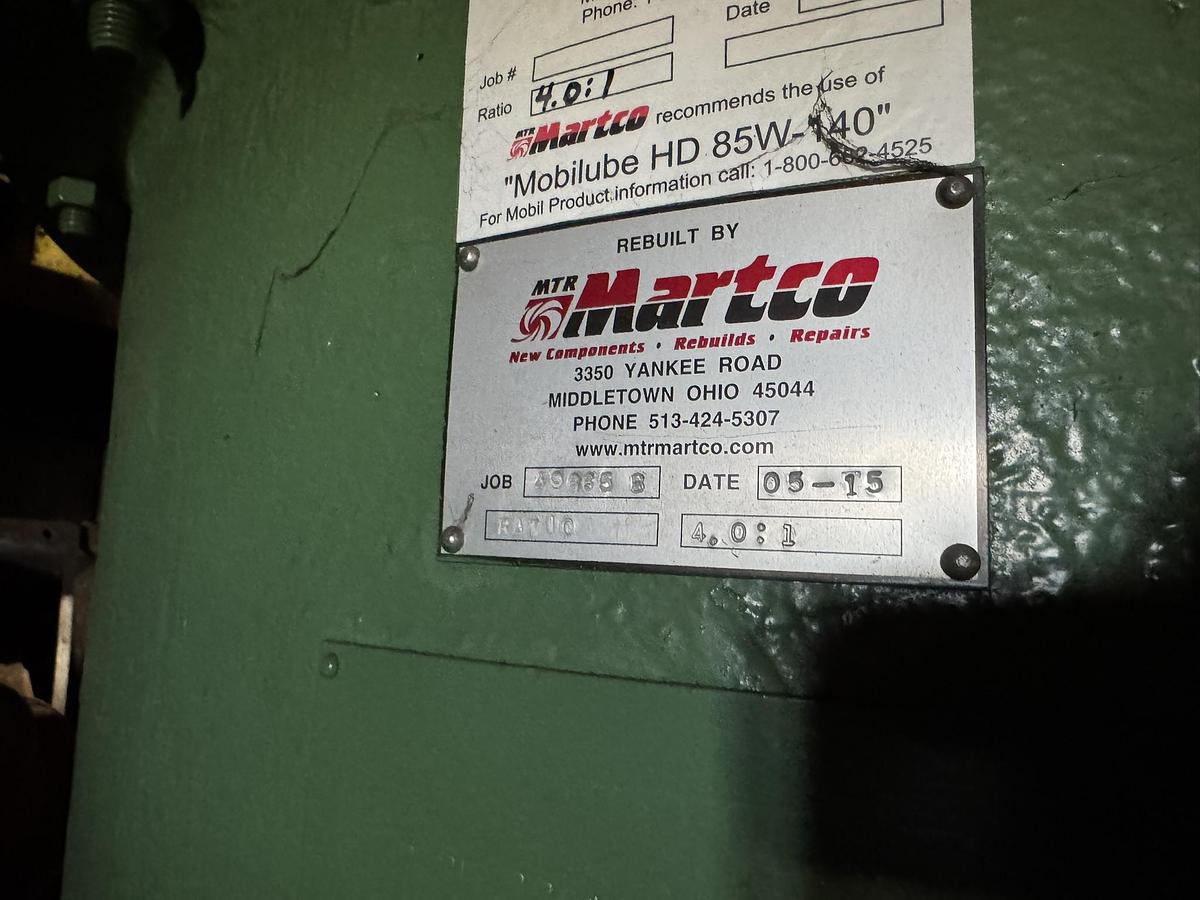 Phone:
Date
Job #
Ratio 4.0:1
MTR Martco recommends the use of
"Mobilube HD 85W-140"
For Mobil Product information call: 1-800-662-4525
REBUILT BY
MTR Martco
New Components • Rebuilds • Repairs
3350 YANKEE ROAD
MIDDLETOWN OHIO 45044
PHONE 513-424-5307
www.mtrmartco.com
JOB DATE 05-15
RATIO 4.0:1